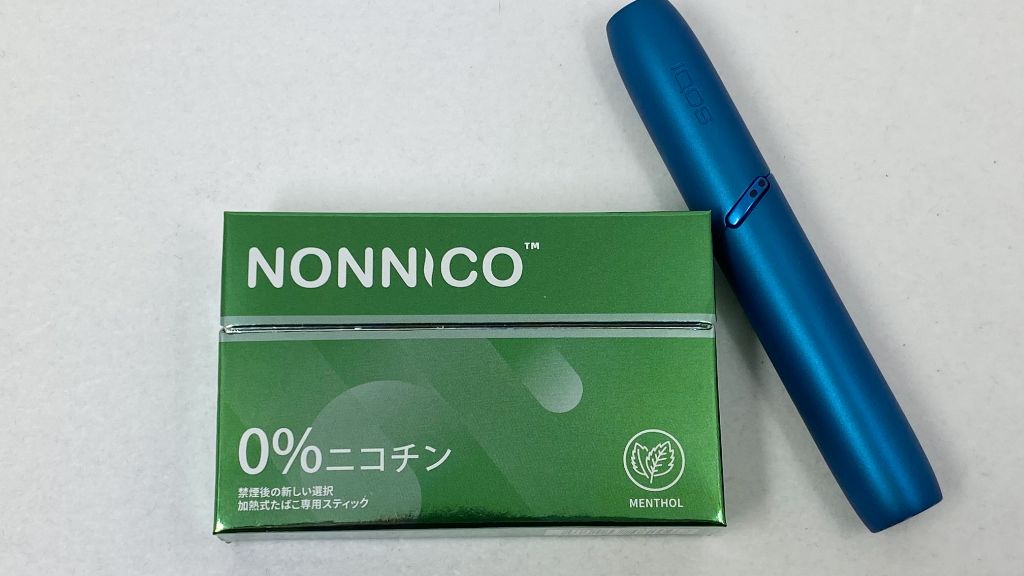 NONNICO™
0%ニコチン
禁煙後の新しい選択
加熱式たばこ専用スティック
MENTHOL
IQOS